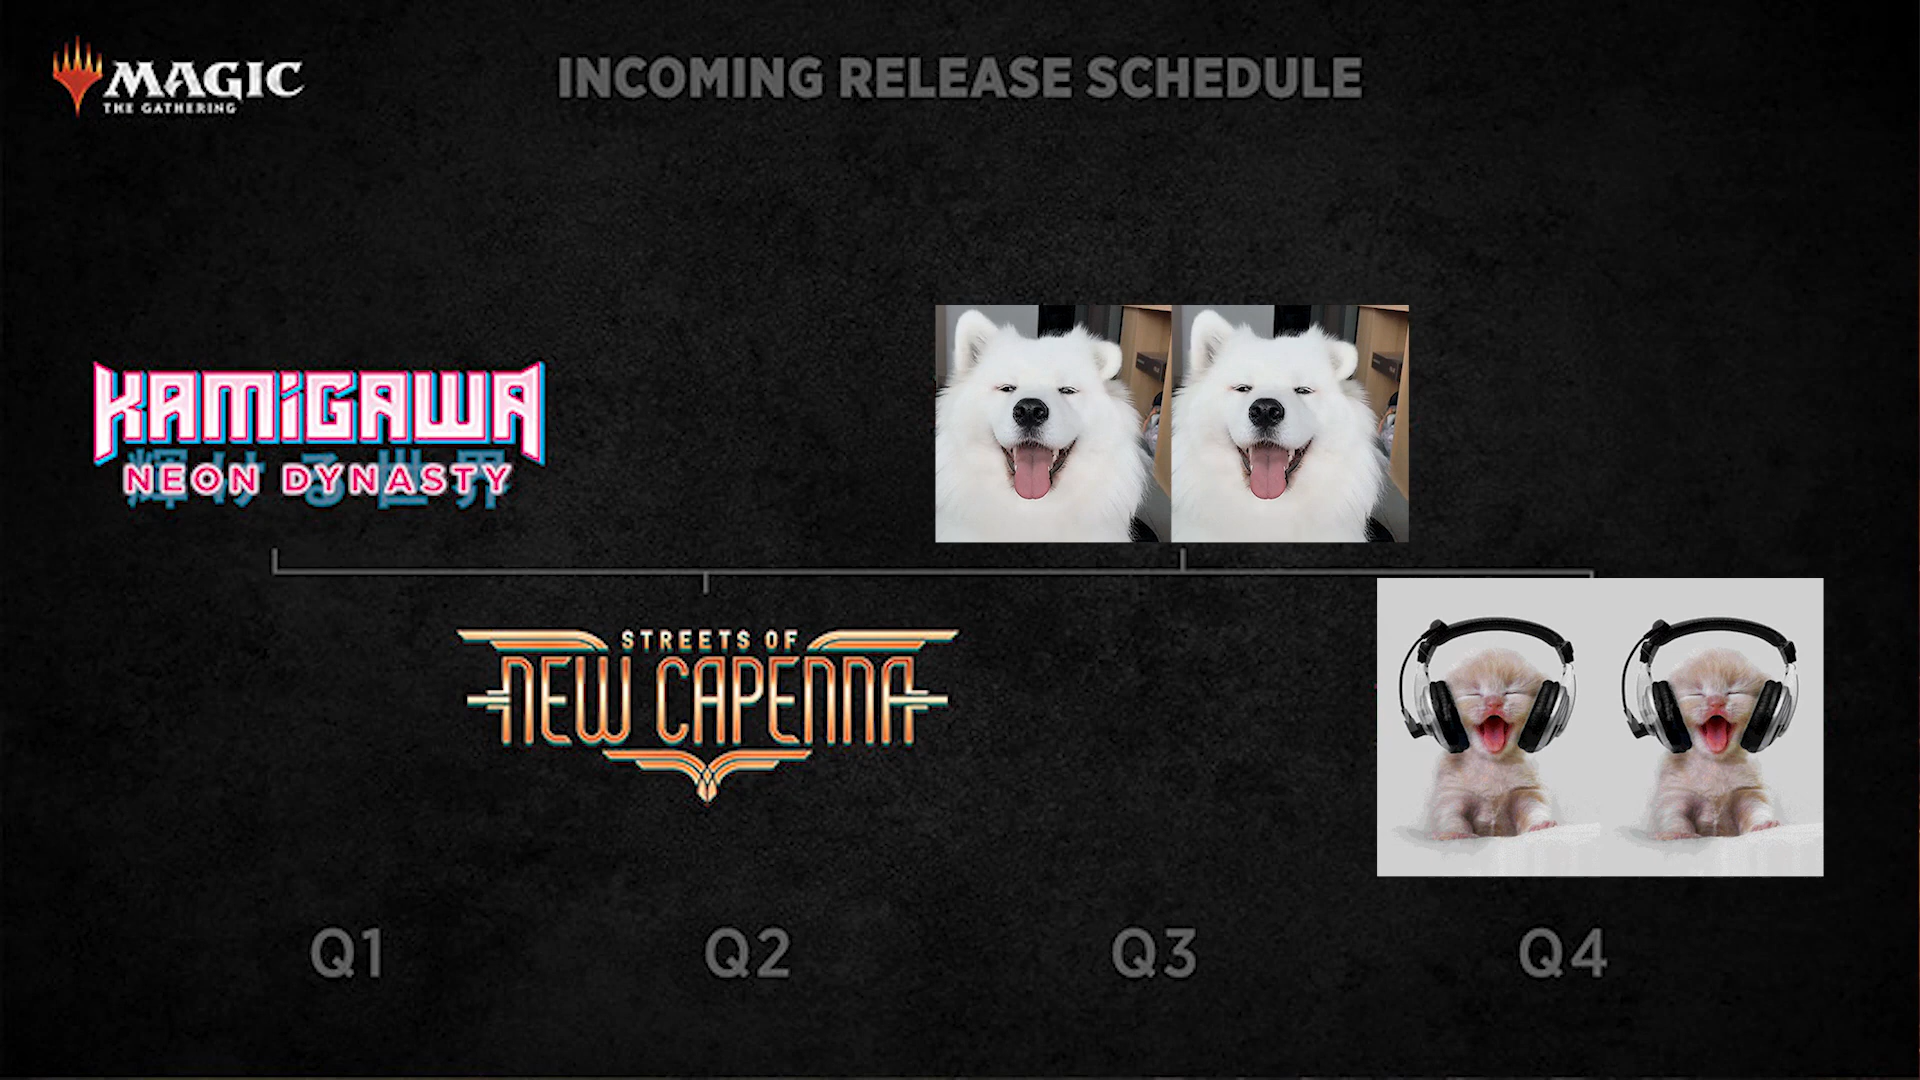 MAGIC
THE GATHERING
INCOMING RELEASE SCHEDULE
KAMIGAWA
NEON DYNASTY
輝ける世界
STREETS OF
NEW CAPENNA
Q1
Q2
Q3
Q4